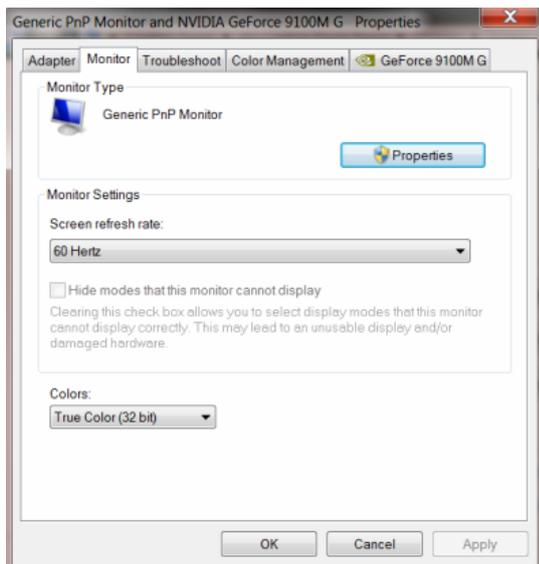 Generic PnP Monitor and NVIDIA GeForce 9100M G Properties
Adapter Monitor Troubleshoot Color Management GeForce 9100M G
Monitor Type
Generic PnP Monitor
Properties
Monitor Settings
Screen refresh rate:
60 Hertz
Hide modes that this monitor cannot display
Clearing this check box allows you to select display modes that this monitor
cannot display correctly. This may lead to an unusable display and/or
damaged hardware.
Colors:
True Color (32 bit)
OK Cancel Apply